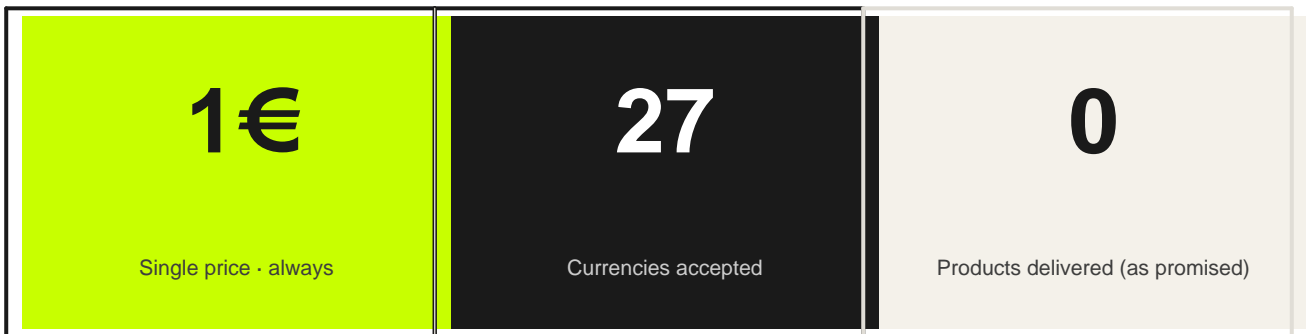 1€
Single price · always
27
Currencies accepted
0
Products delivered (as promised)